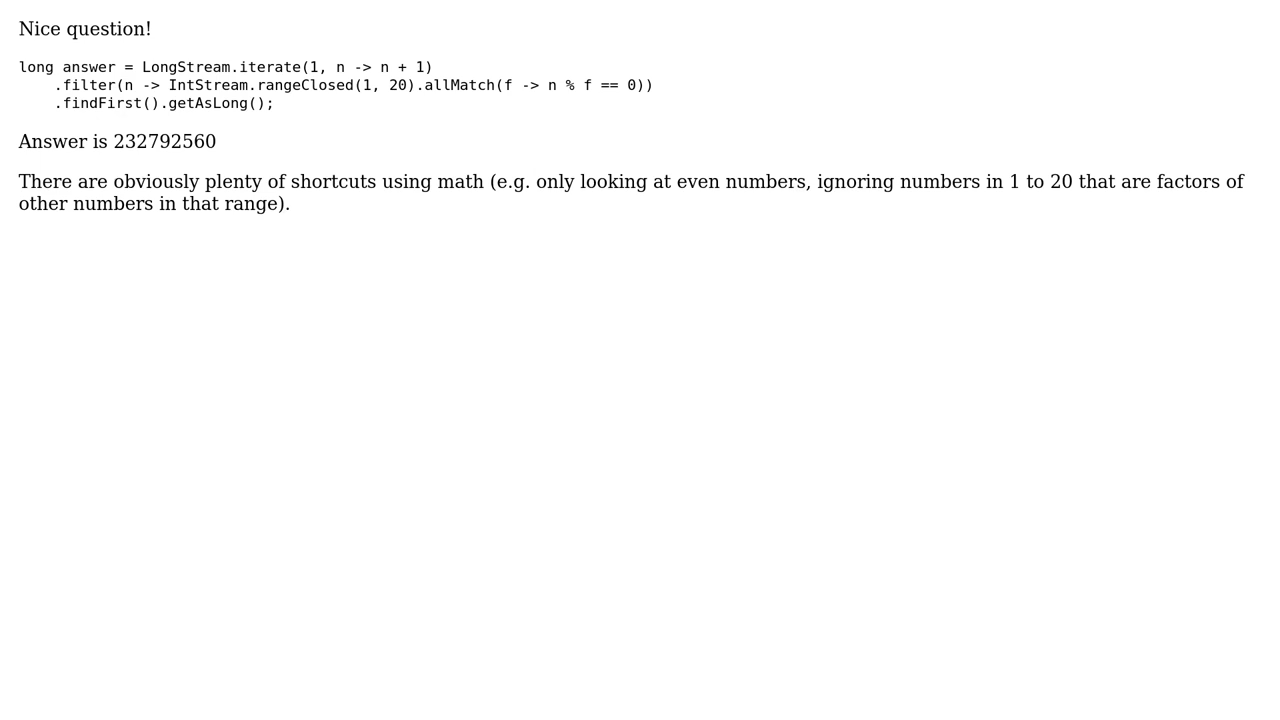 Nice question!
long answer = LongStream.iterate(1, n -> n + 1)
    .filter(n -> IntStream.rangeClosed(1, 20).allMatch(f -> n % f == 0))
    .findFirst().getAsLong();
Answer is 232792560
There are obviously plenty of shortcuts using math (e.g. only looking at even numbers, ignoring numbers in 1 to 20 that are factors of
other numbers in that range).